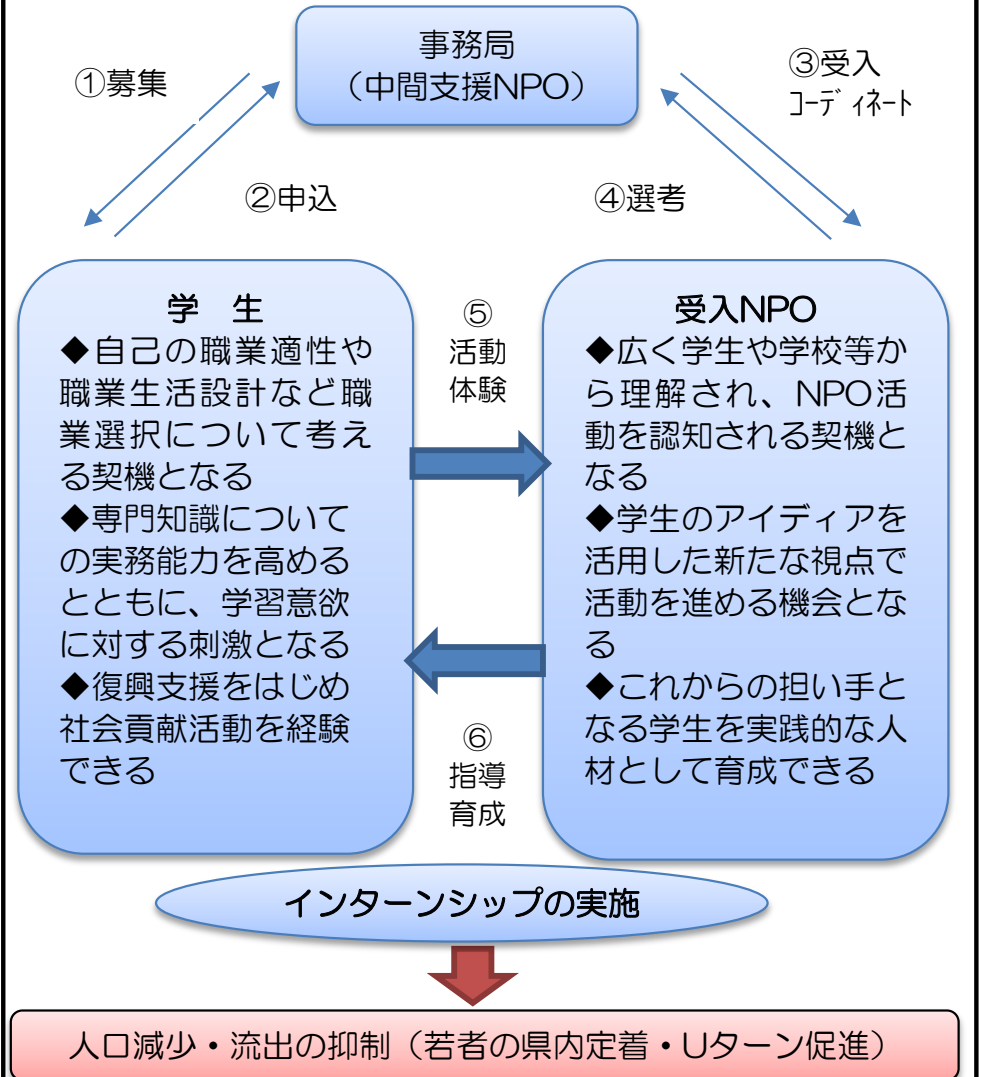 事務局
（中間支援NPO）
①募集
③受入
ｺｰﾃﾞｨﾈｰﾄ
②申込
④選考
学　生
◆自己の職業適性や
職業生活設計など職
業選択について考え
る契機となる
◆専門知識について
の実務能力を高める
とともに、学習意欲
に対する刺激となる
◆復興支援をはじめ
社会貢献活動を経験
できる
⑤
活動
体験
⑥
指導
育成
受入NPO
◆広く学生や学校等か
ら理解され、NPO活
動を認知される契機と
なる
◆学生のアイディアを
活用した新たな視点で
活動を進める機会とな
る
◆これからの担い手と
なる学生を実践的な人
材として育成できる
インターンシップの実施
人口減少・流出の抑制（若者の県内定着・Uターン促進）